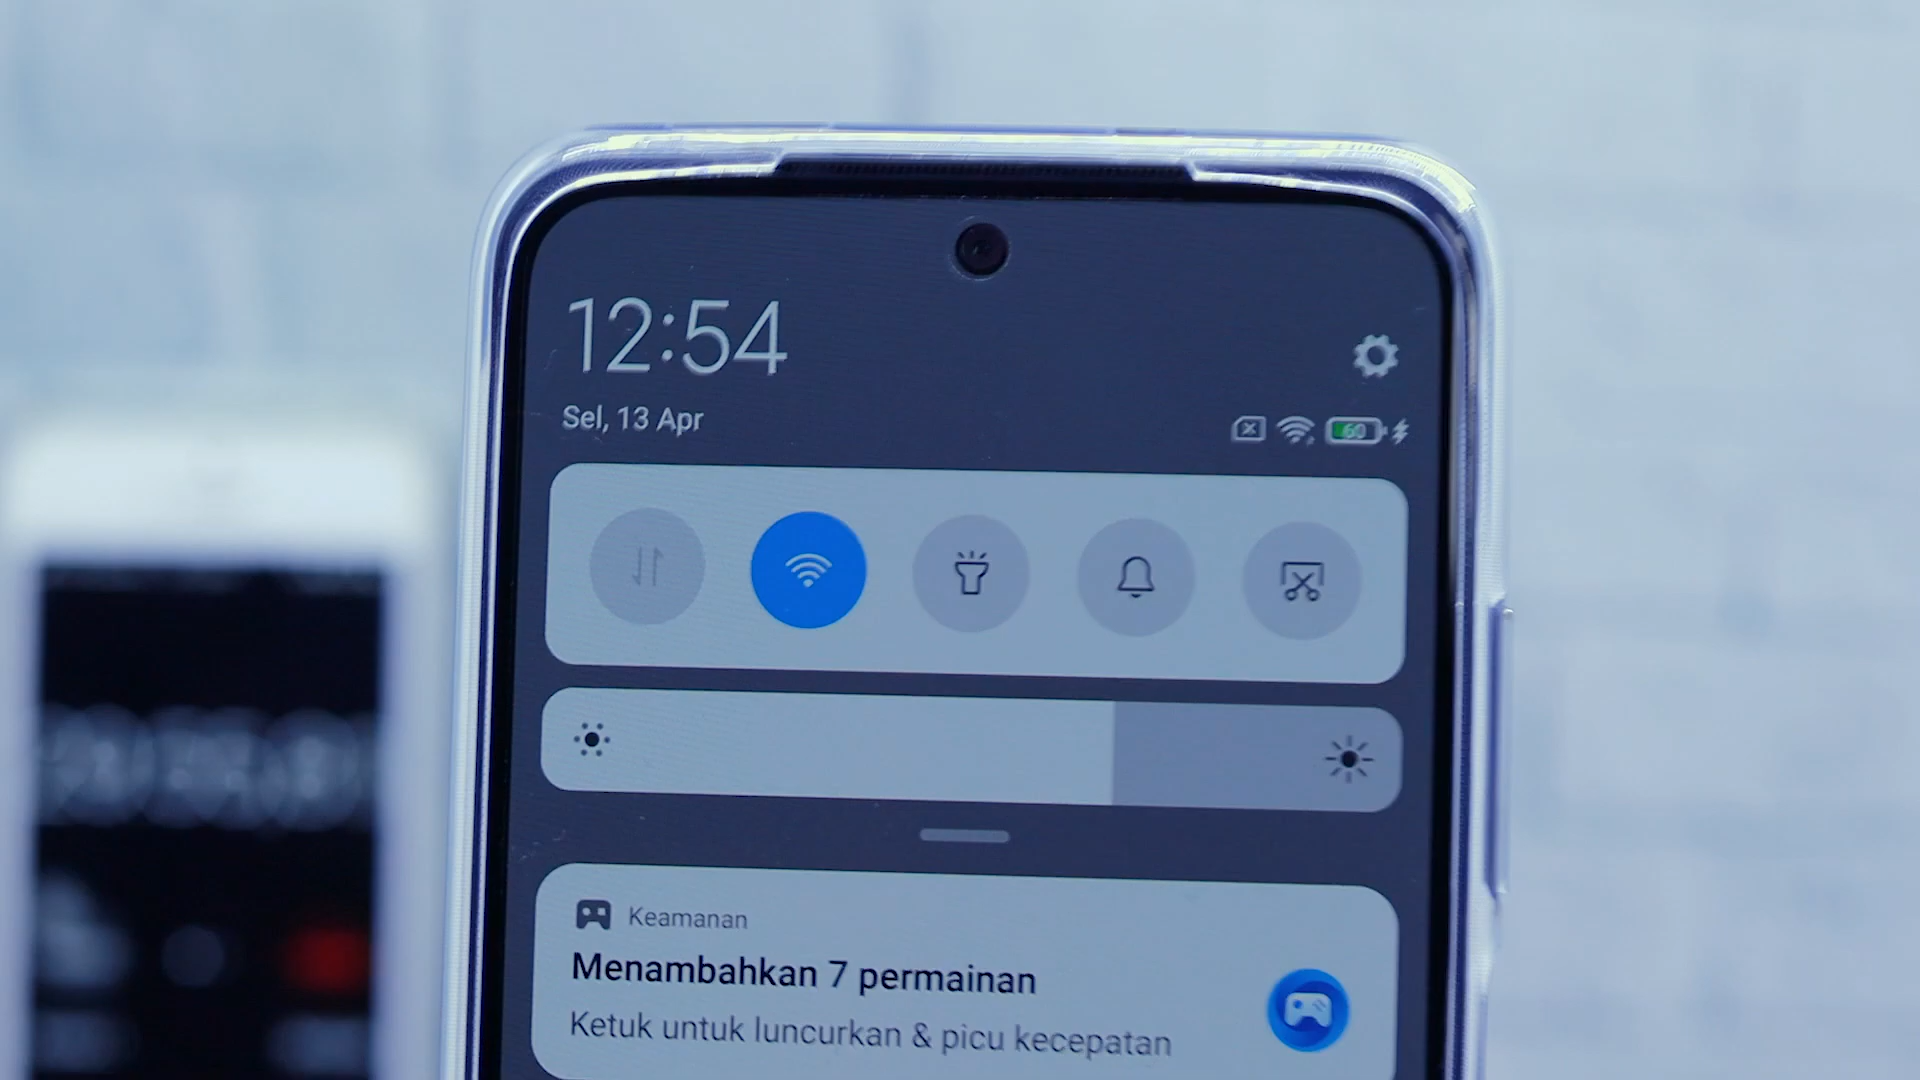 12:54
Sel, 13 Apr
60
Keamanan
Menambahkan 7 permainan
Ketuk untuk luncurkan & picu kecepatan